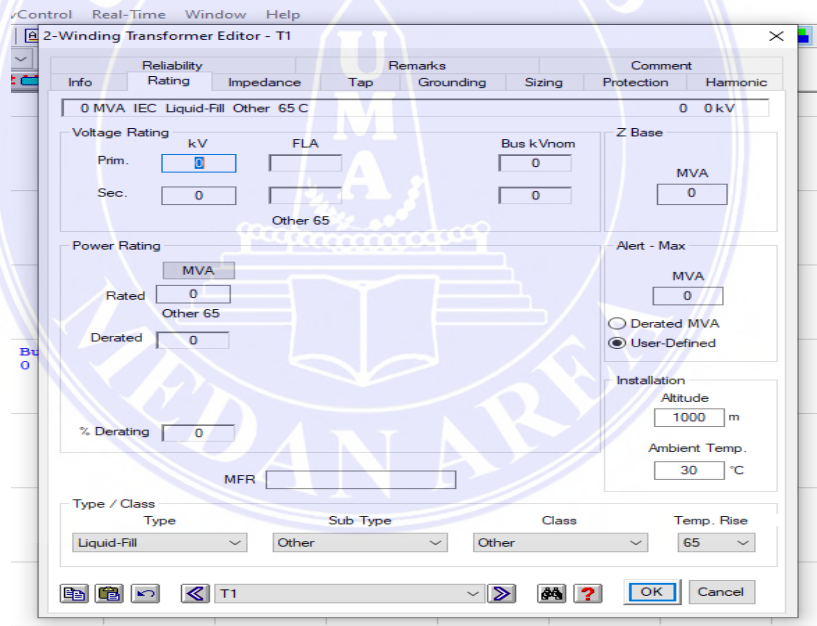 vControl Real-Time Window Help
2-Winding Transformer Editor - T1
Reliability Remarks Comment
Info Rating Impedance Tap Grounding Sizing Protection Harmonic
0 MVA IEC Liquid-Fill Other 65 C 0 0 kV
Voltage Rating
kV FLA Bus kVnom
Prim. 0 0
Sec. 0 0
Other 65
Z Base
MVA
0
Power Rating
MVA
Rated 0
Other 65
Derated 0
% Derating 0
Alert - Max
MVA
0
Derated MVA
User-Defined
Installation
Altitude
1000 m
Ambient Temp.
30 °C
MFR
Type / Class
Type Sub Type Class Temp. Rise
Liquid-Fill Other Other 65
T1 ? OK Cancel
Bu
0
UMA
MEDAN AREA